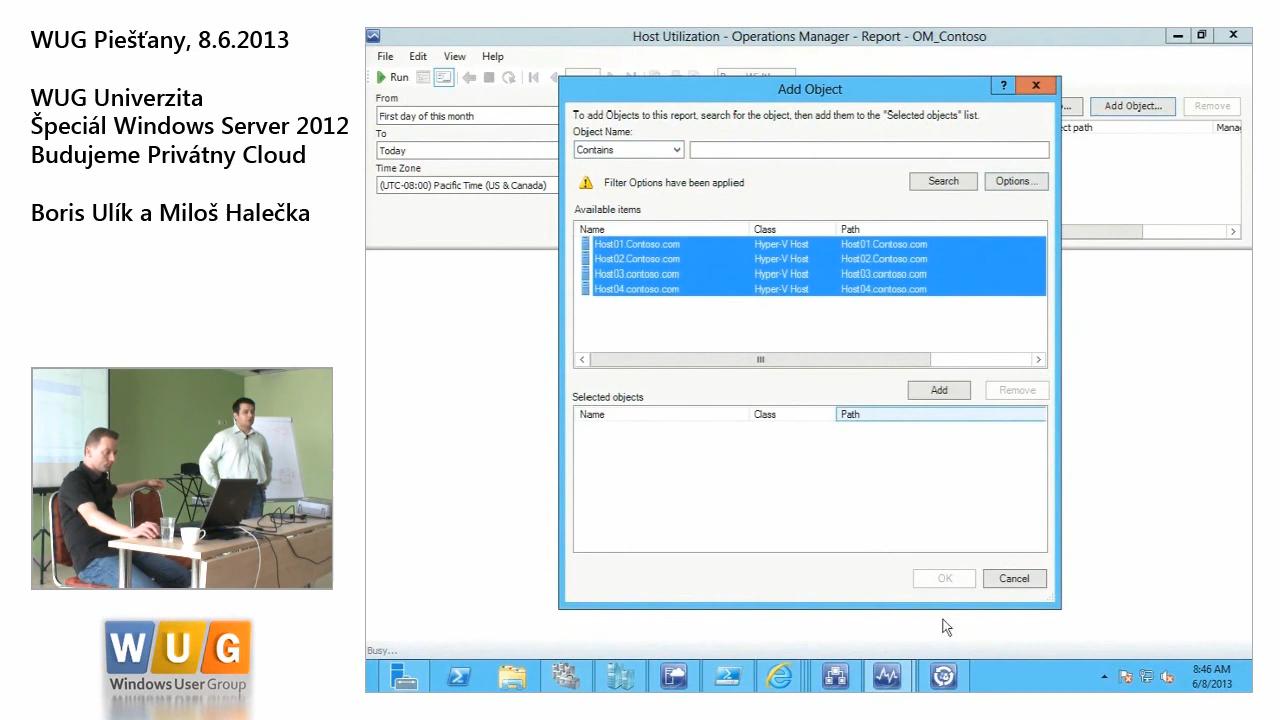 WUG Piešťany, 8.6.2013
WUG Univerzita
Špeciál Windows Server 2012
Budujeme Privátny Cloud
Boris Ulík a Miloš Halečka
WUG
Windows User Group
Host Utilization - Operations Manager - Report - OM_Contoso
File Edit View Help
Run
From
First day of this month
To
Today
Time Zone
(UTC-08:00) Pacific Time (US & Canada)
Add Object... Remove
ct path Mana
Add Object
? x
To add Objects to this report, search for the object, then add them to the "Selected objects" list.
Object Name:
Contains
Filter Options have been applied
Search Options...
Available items
Name Class Path
Host01.Contoso.com Hyper-V Host Host01.Contoso.com
Host02.Contoso.com Hyper-V Host Host02.Contoso.com
Host03.contoso.com Hyper-V Host Host03.contoso.com
Host04.contoso.com Hyper-V Host Host04.contoso.com
Add Remove
Selected objects
Name Class Path
OK Cancel
Busy...
8:46 AM
6/8/2013